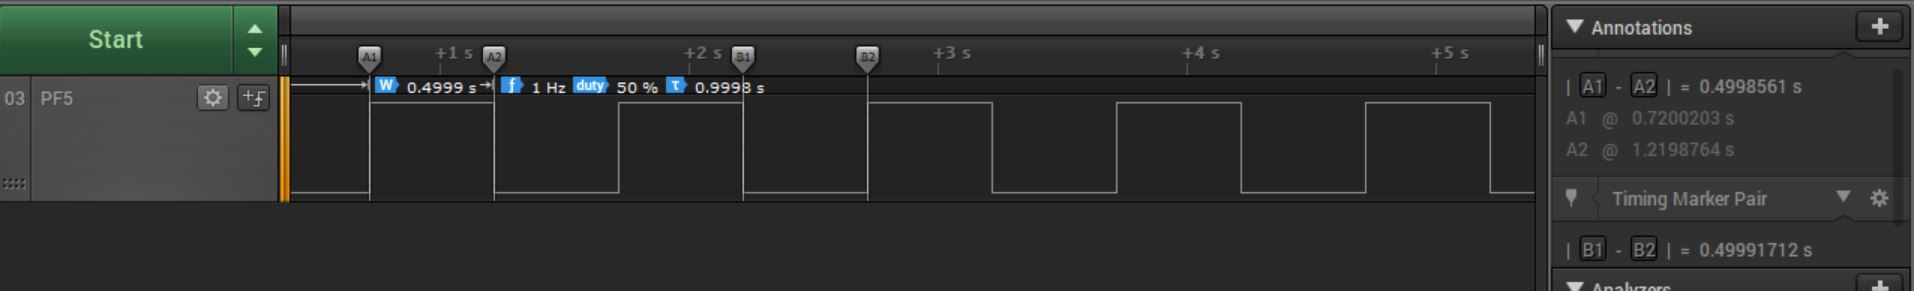 Start
Annotations
+1 s +2 s +3 s +4 s +5 s
A1 A2 B1 B2
W 0.4999 s f 1 Hz duty 50 % τ 0.9998 s
| A1 - A2 | = 0.4998561 s
03 PF5
A1 @ 0.7200203 s
A2 @ 1.2198764 s
Timing Marker Pair
| B1 - B2 | = 0.49991712 s
Analyzers